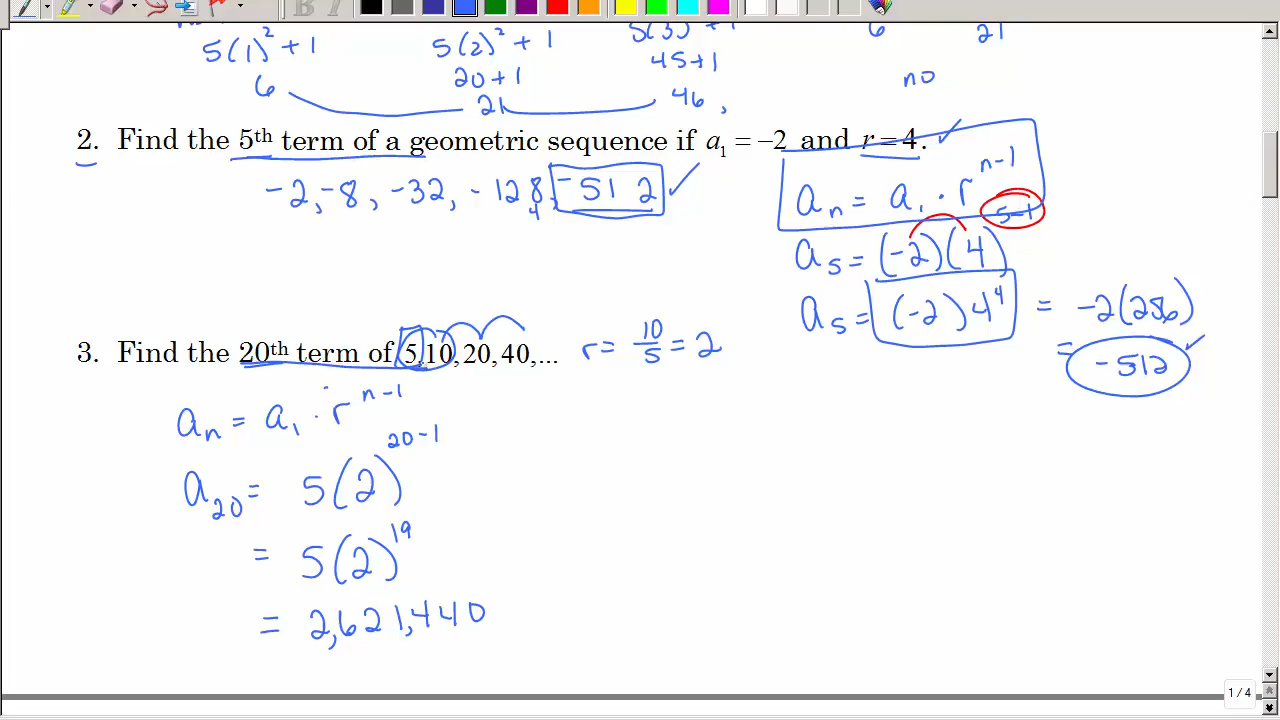 5(1)² + 1 5(2)² + 1 5(3) + 1 6 21
20 + 1 45 + 1 no
6 21 46,
2. Find the 5th term of a geometric sequence if a₁ = −2 and r = 4. ✓
-2, -8, -32, -128, -512 ✓
4
aₙ = a₁ · rⁿ⁻¹
5-1
a₅ = (-2)(4)
a₅ = (-2)4⁴ = -2(256)
= -512 ✓
3. Find the 20th term of 5,10,20,40,... r = 10/5 = 2
aₙ = a₁ · rⁿ⁻¹
a₂₀ = 5(2)²⁰⁻¹
= 5(2)¹⁹
= 2,621,440
1 / 4